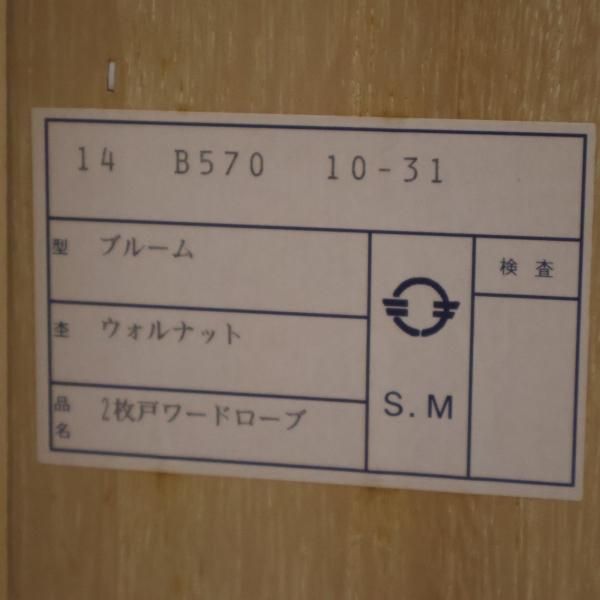 14 B570 10-31
型 ブルーム
杢 ウォルナット
品名 2枚戸ワードローブ
S.M
検査